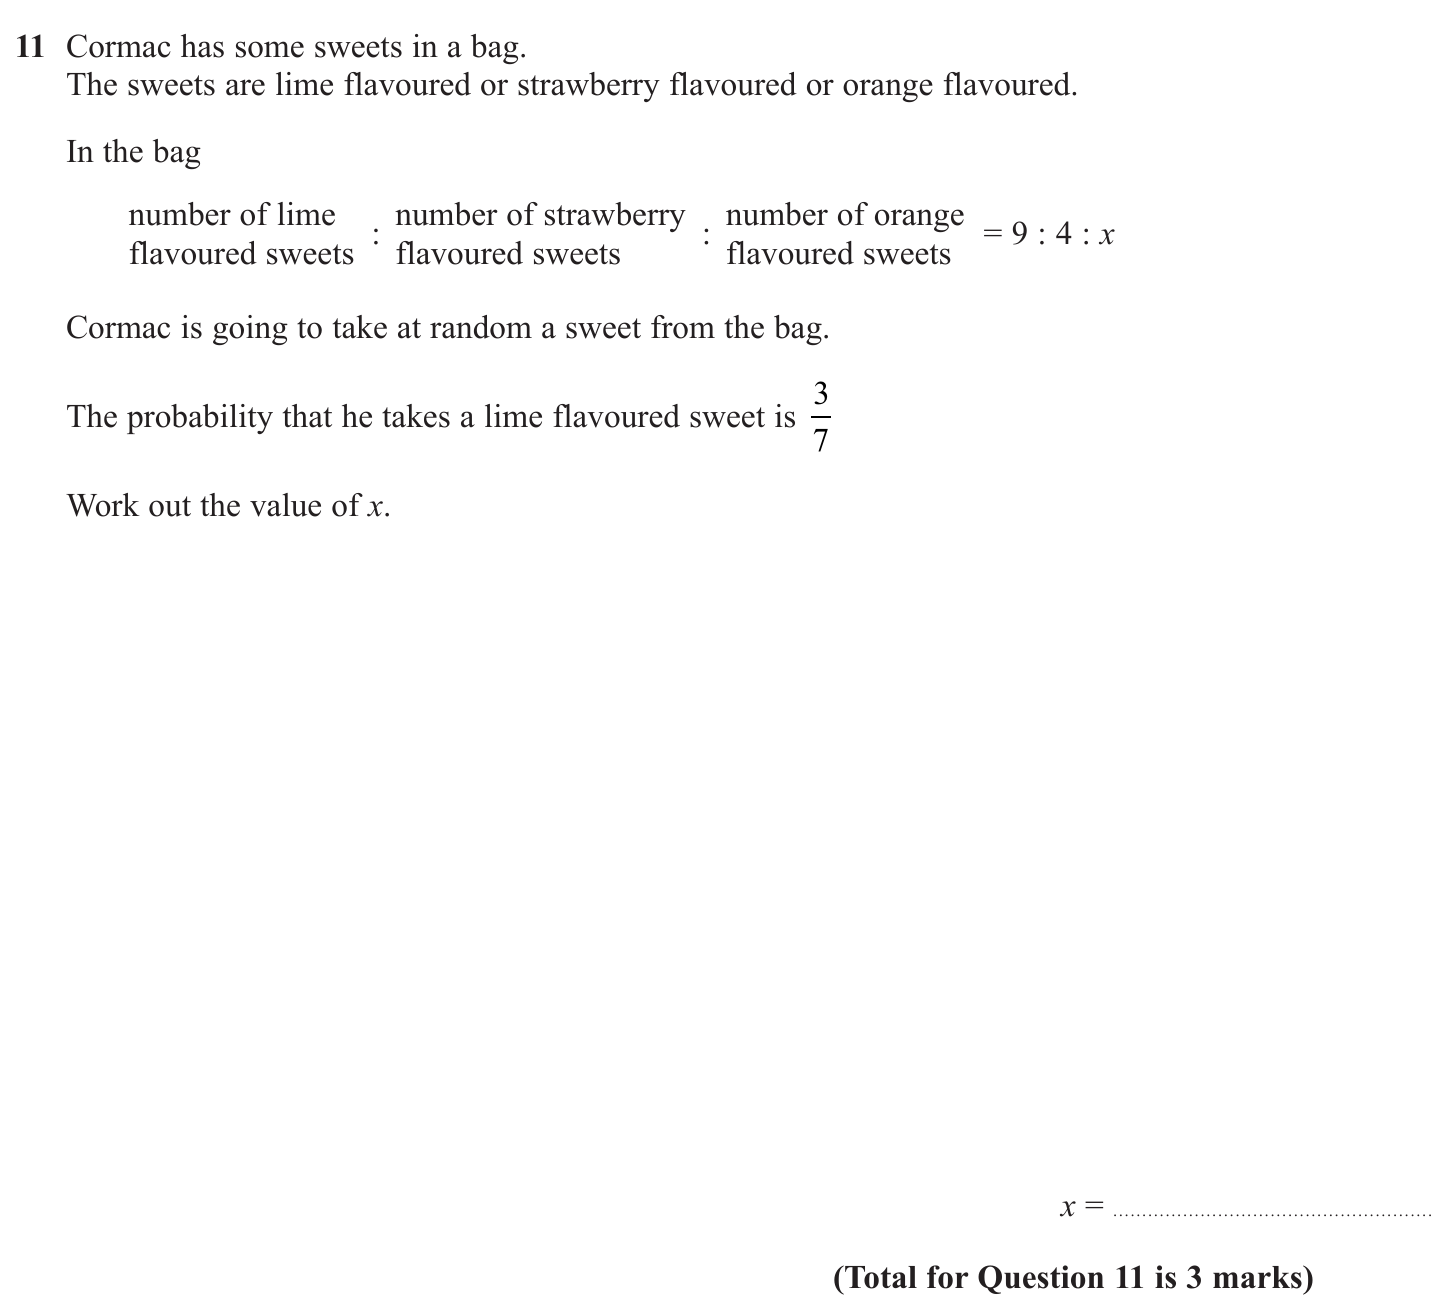 11 Cormac has some sweets in a bag.
The sweets are lime flavoured or strawberry flavoured or orange flavoured.
In the bag
number of lime flavoured sweets : number of strawberry flavoured sweets : number of orange flavoured sweets = 9 : 4 : x
Cormac is going to take at random a sweet from the bag.
The probability that he takes a lime flavoured sweet is 3/7
Work out the value of x.
x = ........................................................
(Total for Question 11 is 3 marks)